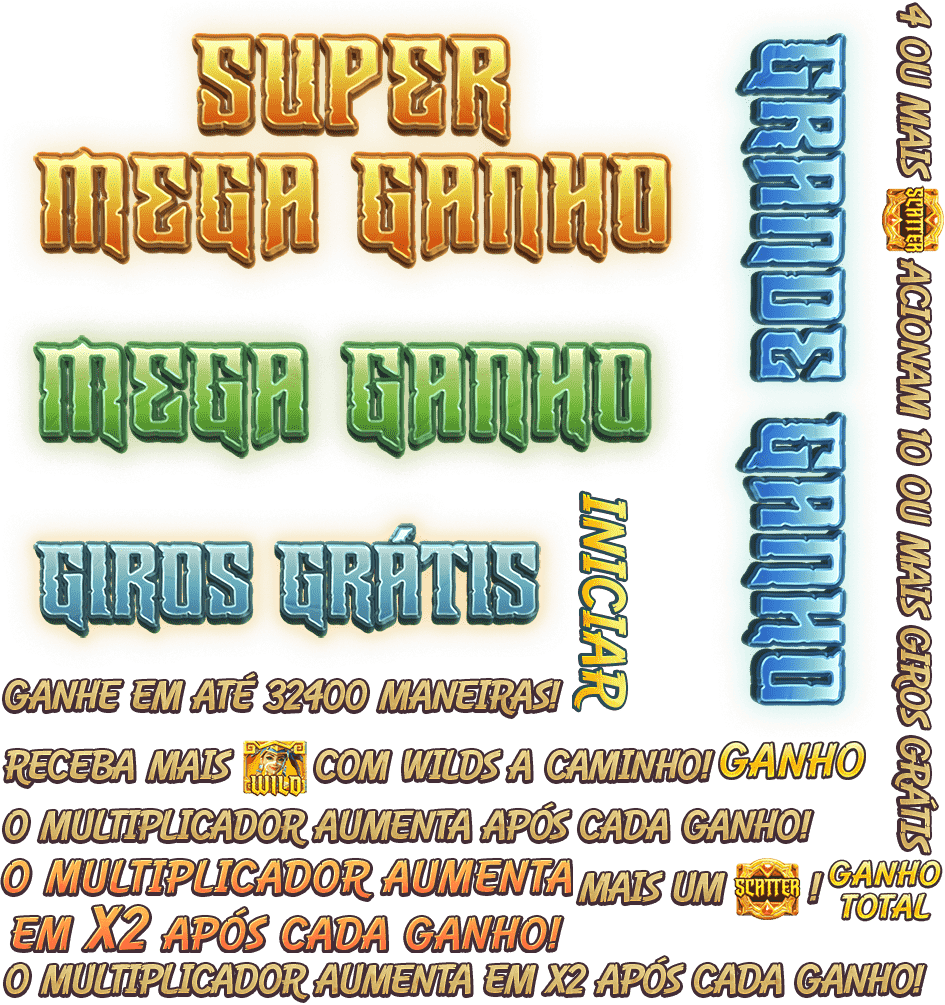 SUPER
MEGA GANHO
MEGA GANHO
GIROS GRÁTIS
INICIAR
GRANDE GANHO
4 OU MAIS SCATTER ACIONAM 10 OU MAIS GIROS GRÁTIS
GANHE EM ATÉ 32400 MANEIRAS!
RECEBA MAIS WILD COM WILDS A CAMINHO!
GANHO
O MULTIPLICADOR AUMENTA APÓS CADA GANHO!
O MULTIPLICADOR AUMENTA
EM X2 APÓS CADA GANHO!
MAIS UM SCATTER !
GANHO
TOTAL
O MULTIPLICADOR AUMENTA EM X2 APÓS CADA GANHO!